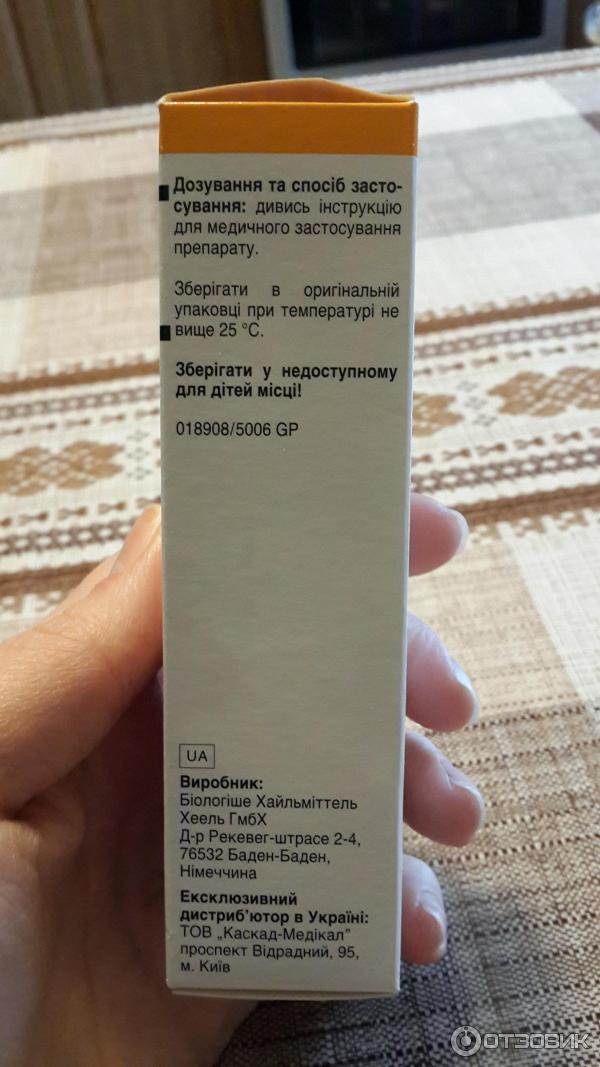 Дозування та спосіб засто-
сування: дивись інструкцію
для медичного застосування
препарату.
Зберігати в оригінальній
упаковці при температурі не
вище 25 °C.
Зберігати у недоступному
для дітей місці!
018908/5006 GP
UA
Виробник:
Біологіше Хайльміттель
Хеель ГмбХ
Д-р Рекевег-штрасе 2-4,
76532 Баден-Баден,
Німеччина
Ексклюзивний
дистриб’ютор в Україні:
ТОВ „Каскад-Медікал”
проспект Відрадний, 95,
м. Київ
ОТЗОВИК